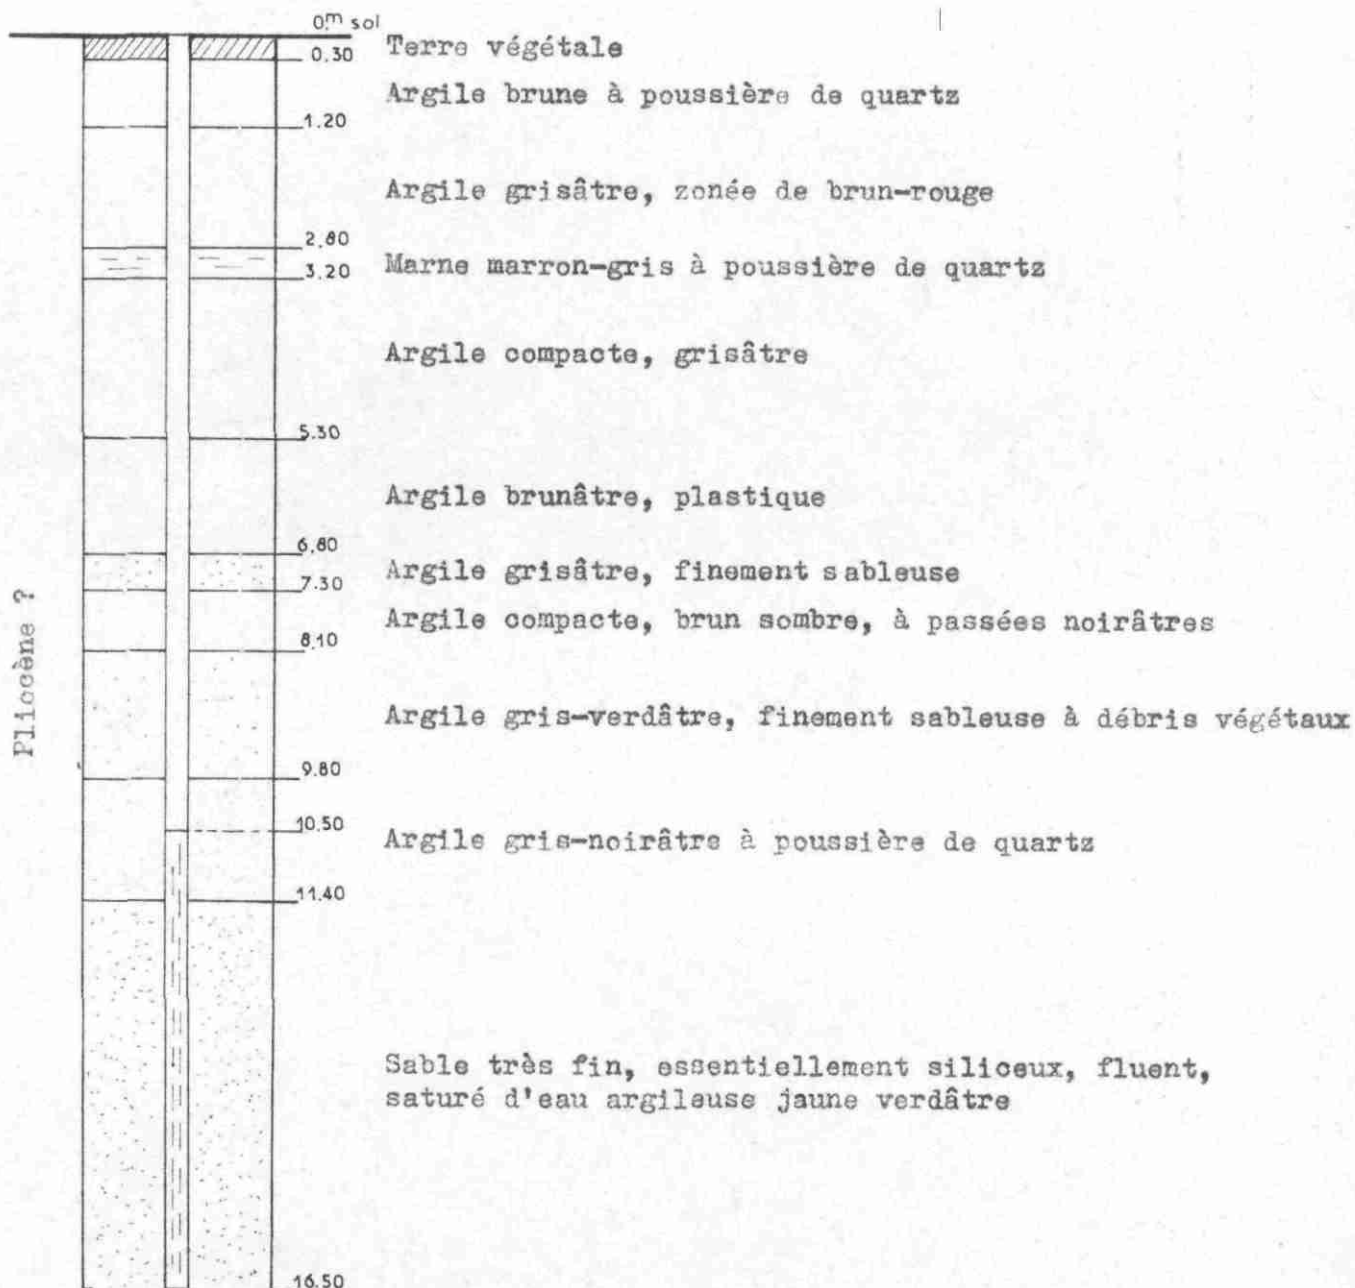 0m sol
0.30 Terre végétale
Argile brune à poussière de quartz
1.20
Argile grisâtre, zonée de brun-rouge
2.80
Marne marron-gris à poussière de quartz
3.20
Argile compacte, grisâtre
5.30
Argile brunâtre, plastique
6.80
Argile grisâtre, finement sableuse
7.30
Argile compacte, brun sombre, à passées noirâtres
8.10
Pliocène ?
Argile gris-verdâtre, finement sableuse à débris végétaux
9.80
10.50
Argile gris-noirâtre à poussière de quartz
11.40
Sable très fin, essentiellement siliceux, fluent,
saturé d'eau argileuse jaune verdâtre
16.50